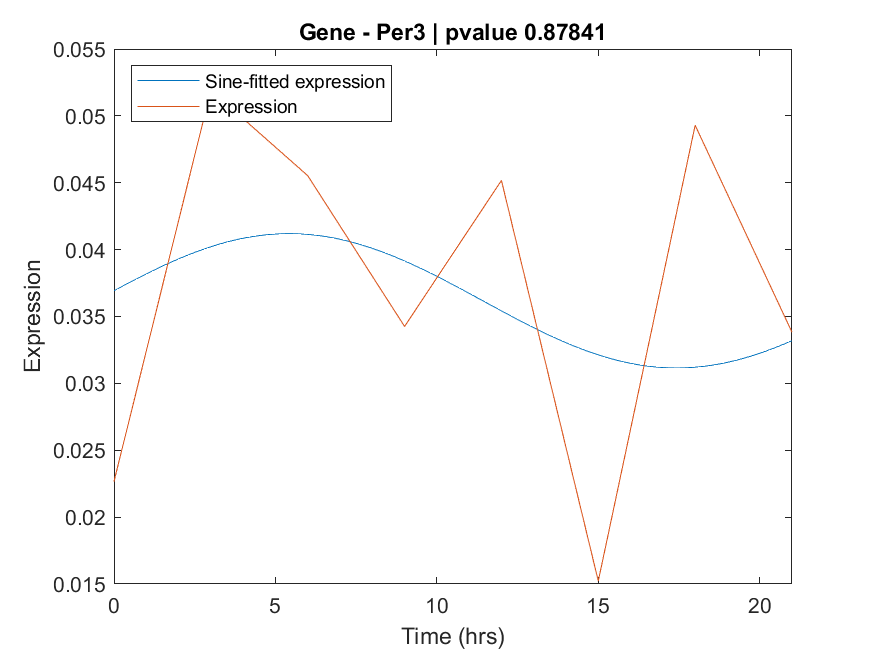 Gene - Per3 | pvalue 0.87841
0.055
0.05
0.045
0.04
0.035
0.03
0.025
0.02
0.015
Expression
Sine-fitted expression
Expression
0
5
10
15
20
Time (hrs)